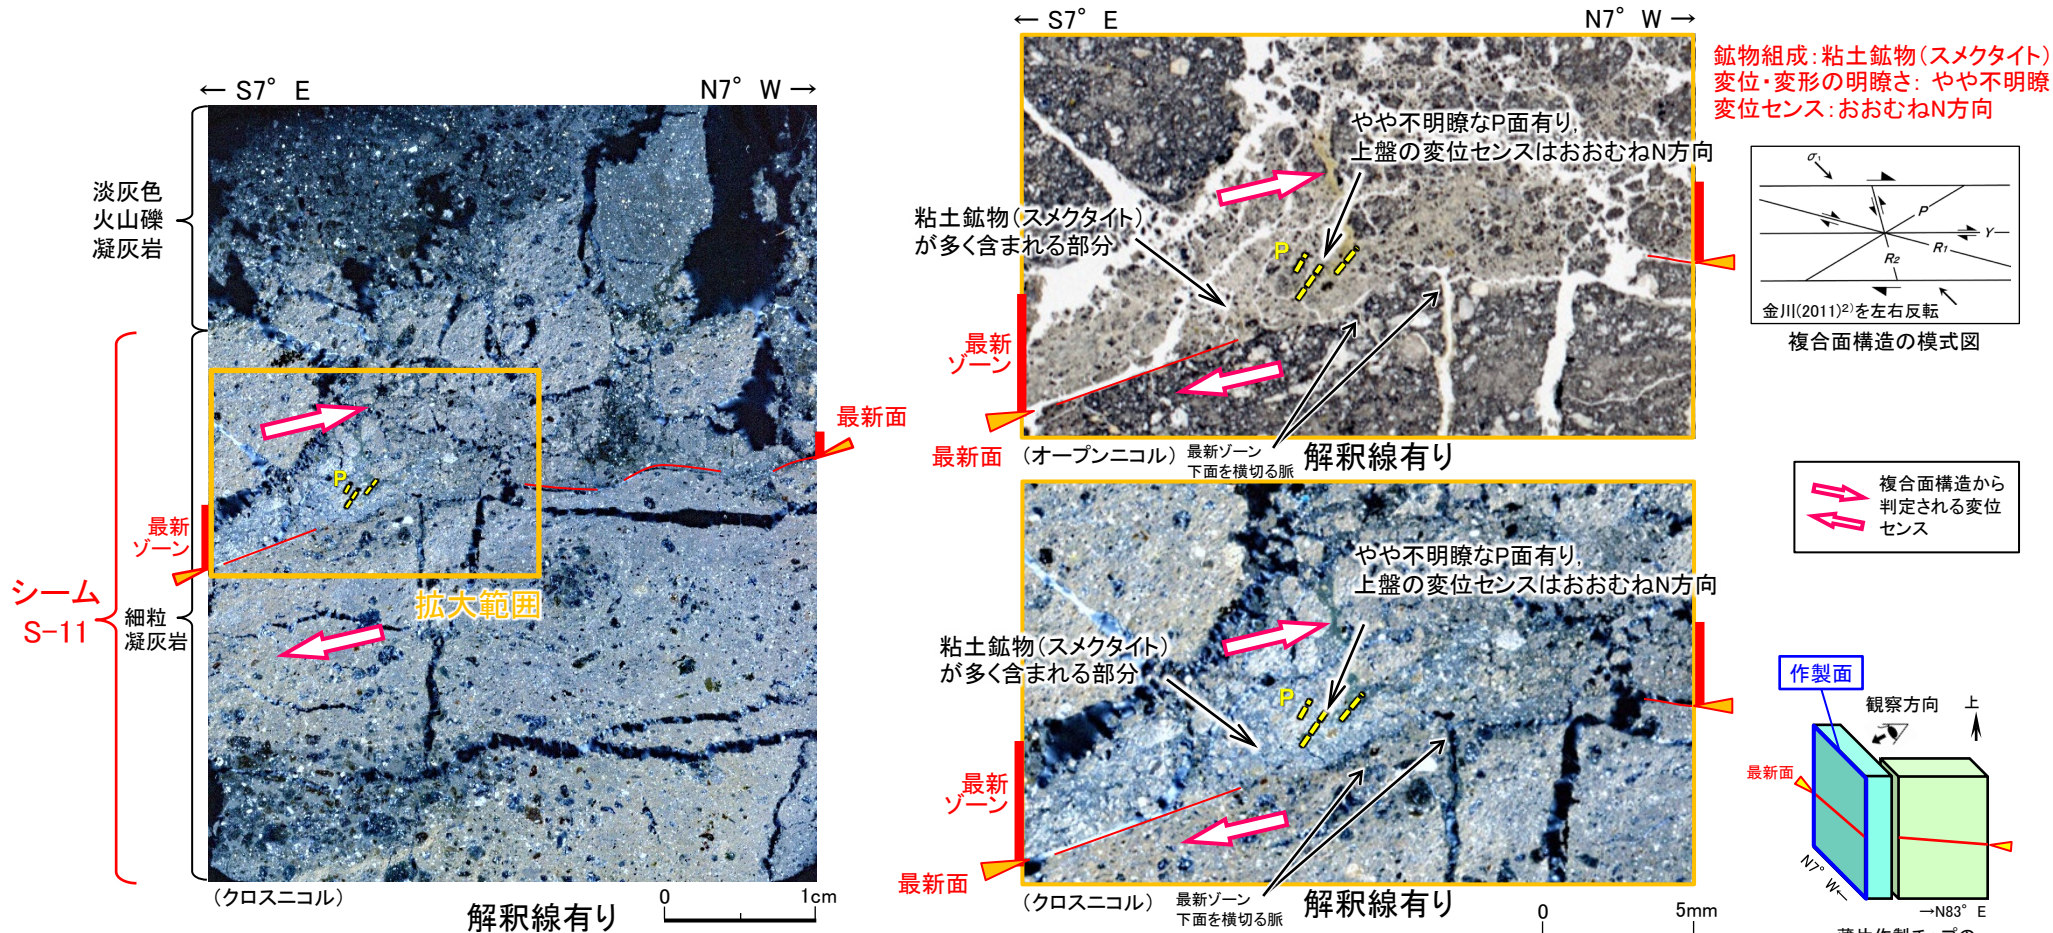 ← S7° E
N7° W →
淡灰色
火山礫
凝灰岩
P
最新面
最新
ゾーン
シーム
S-11
細粒
凝灰岩
拡大範囲
(クロスニコル)
解釈線有り
0
1cm
← S7° E
N7° W →
やや不明瞭なP面有り,
上盤の変位センスはおおむねN方向
粘土鉱物(スメクタイト)
が多く含まれる部分
P
最新
ゾーン
最新面
(オープンニコル)
最新ゾーン
下面を横切る脈
解釈線有り
やや不明瞭なP面有り,
上盤の変位センスはおおむねN方向
粘土鉱物(スメクタイト)
が多く含まれる部分
P
最新
ゾーン
最新面
(クロスニコル)
最新ゾーン
下面を横切る脈
解釈線有り
0
5mm
鉱物組成:粘土鉱物(スメクタイト)
変位・変形の明瞭さ: やや不明瞭
変位センス:おおむねN方向
σ1
P
Y
R1
R2
金川(2011)2)を左右反転
複合面構造の模式図
複合面構造から
判定される変位
センス
作製面
観察方向
上
最新面
N7° W←
→N83° E